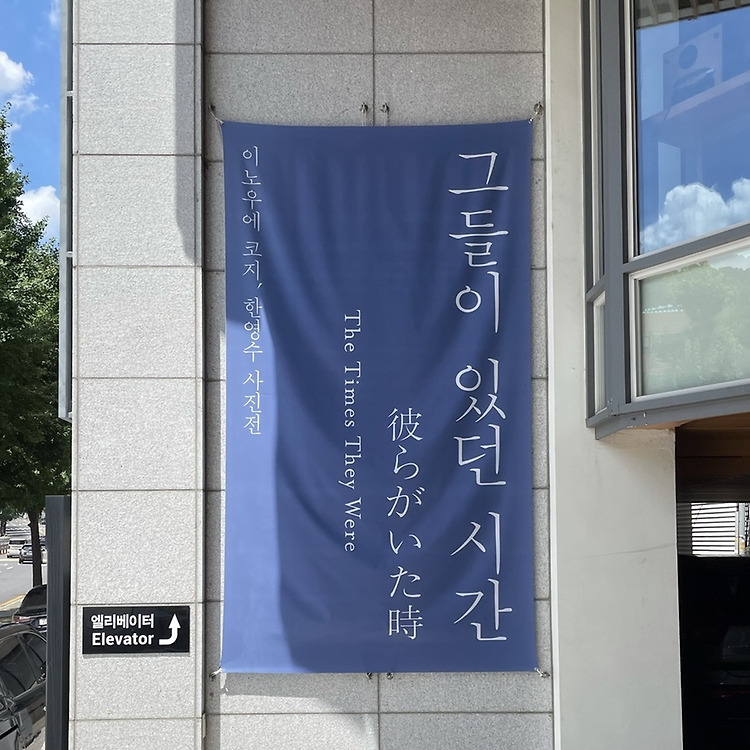 그들이 있던 시간
彼らがいた時
The Times They Were
이노우에 코지, 한영수 사진전
엘리베이터
Elevator